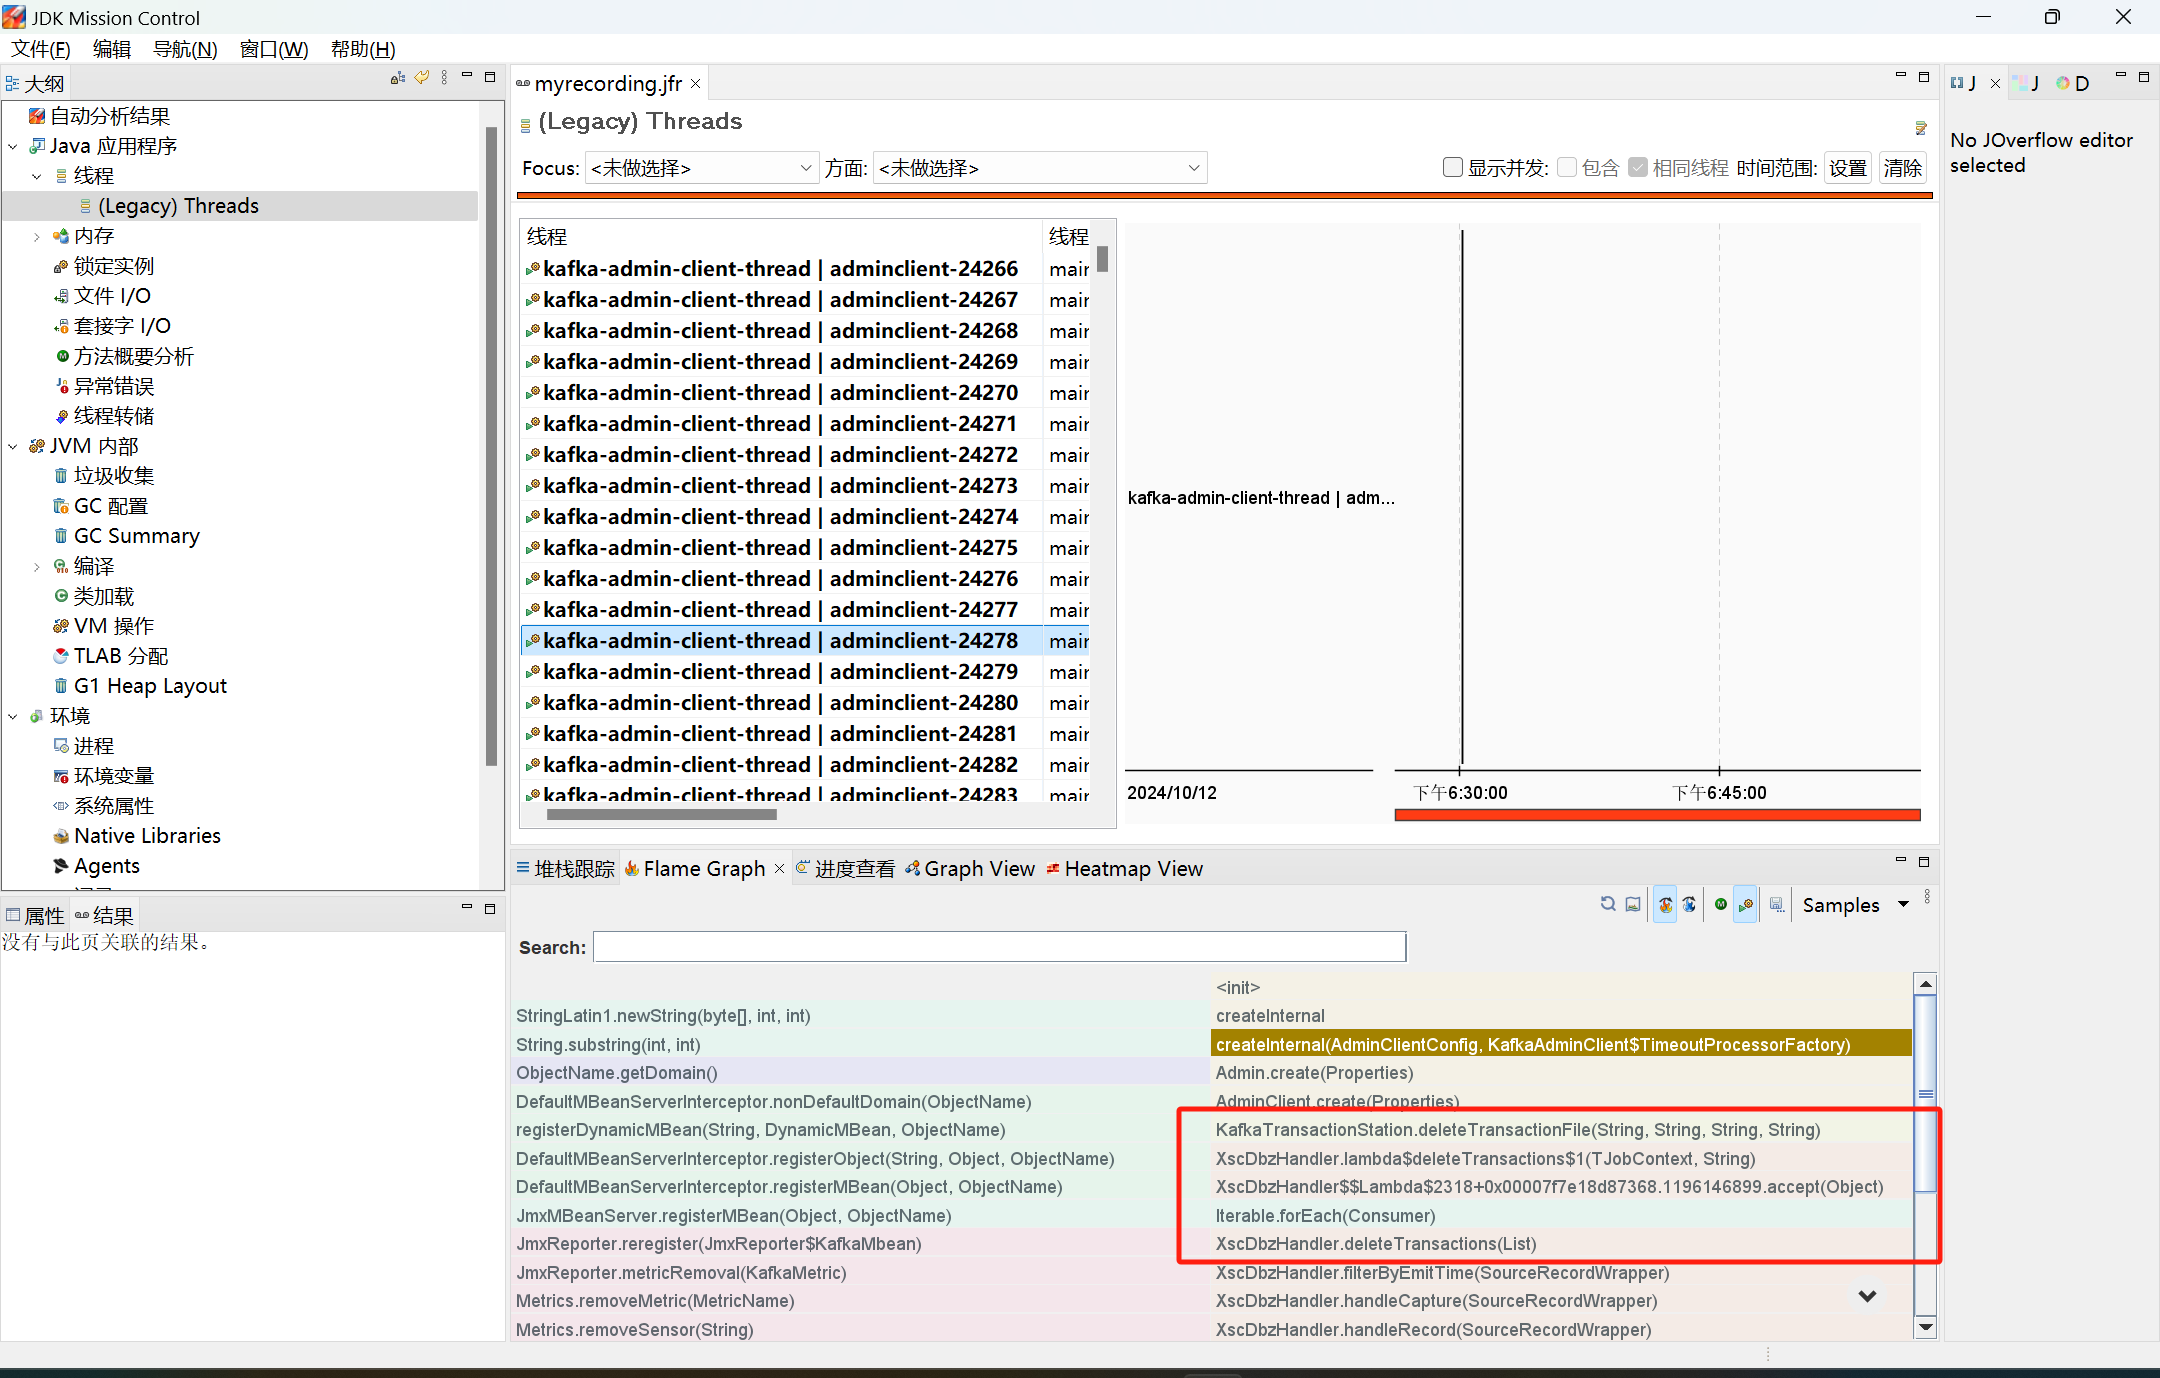 JDK Mission Control
文件(F) 编辑 导航(N) 窗口(W) 帮助(H)
大纲
自动分析结果
Java 应用程序
线程
(Legacy) Threads
内存
锁定实例
文件 I/O
套接字 I/O
方法概要分析
异常错误
线程转储
JVM 内部
垃圾收集
GC 配置
GC Summary
编译
类加载
VM 操作
TLAB 分配
G1 Heap Layout
环境
进程
环境变量
系统属性
Native Libraries
Agents
属性 结果
没有与此页关联的结果。
myrecording.jfr
(Legacy) Threads
Focus: <未做选择> 方面: <未做选择> 显示并发: 包含 相同线程 时间范围: 设置 清除
线程 线程
kafka-admin-client-thread | adminclient-24266 main
kafka-admin-client-thread | adminclient-24267 main
kafka-admin-client-thread | adminclient-24268 main
kafka-admin-client-thread | adminclient-24269 main
kafka-admin-client-thread | adminclient-24270 main
kafka-admin-client-thread | adminclient-24271 main
kafka-admin-client-thread | adminclient-24272 main
kafka-admin-client-thread | adminclient-24273 main
kafka-admin-client-thread | adminclient-24274 main
kafka-admin-client-thread | adminclient-24275 main
kafka-admin-client-thread | adminclient-24276 main
kafka-admin-client-thread | adminclient-24277 main
kafka-admin-client-thread | adminclient-24278 main
kafka-admin-client-thread | adminclient-24279 main
kafka-admin-client-thread | adminclient-24280 main
kafka-admin-client-thread | adminclient-24281 main
kafka-admin-client-thread | adminclient-24282 main
kafka-admin-client-thread | adminclient-24283 main
kafka-admin-client-thread | adm...
2024/10/12 下午6:30:00 下午6:45:00
堆栈跟踪 Flame Graph 进度查看 Graph View Heatmap View
Samples
Search:
<init>
StringLatin1.newString(byte[], int, int) createInternal
String.substring(int, int) createInternal(AdminClientConfig, KafkaAdminClient$TimeoutProcessorFactory)
ObjectName.getDomain() Admin.create(Properties)
DefaultMBeanServerInterceptor.nonDefaultDomain(ObjectName) AdminClient.create(Properties)
registerDynamicMBean(String, DynamicMBean, ObjectName) KafkaTransactionStation.deleteTransactionFile(String, String, String, String)
DefaultMBeanServerInterceptor.registerObject(String, Object, ObjectName) XscDbzHandler.lambda$deleteTransactions$1(TJobContext, String)
DefaultMBeanServerInterceptor.registerMBean(Object, ObjectName) XscDbzHandler$$Lambda$2318+0x00007f7e18d87368.1196146899.accept(Object)
JmxMBeanServer.registerMBean(Object, ObjectName) Iterable.forEach(Consumer)
JmxReporter.reregister(JmxReporter$KafkaMbean) XscDbzHandler.deleteTransactions(List)
JmxReporter.metricRemoval(KafkaMetric) XscDbzHandler.filterByEmitTime(SourceRecordWrapper)
Metrics.removeMetric(MetricName) XscDbzHandler.handleCapture(SourceRecordWrapper)
Metrics.removeSensor(String) XscDbzHandler.handleRecord(SourceRecordWrapper)
J J D
No JOverflow editor
selected